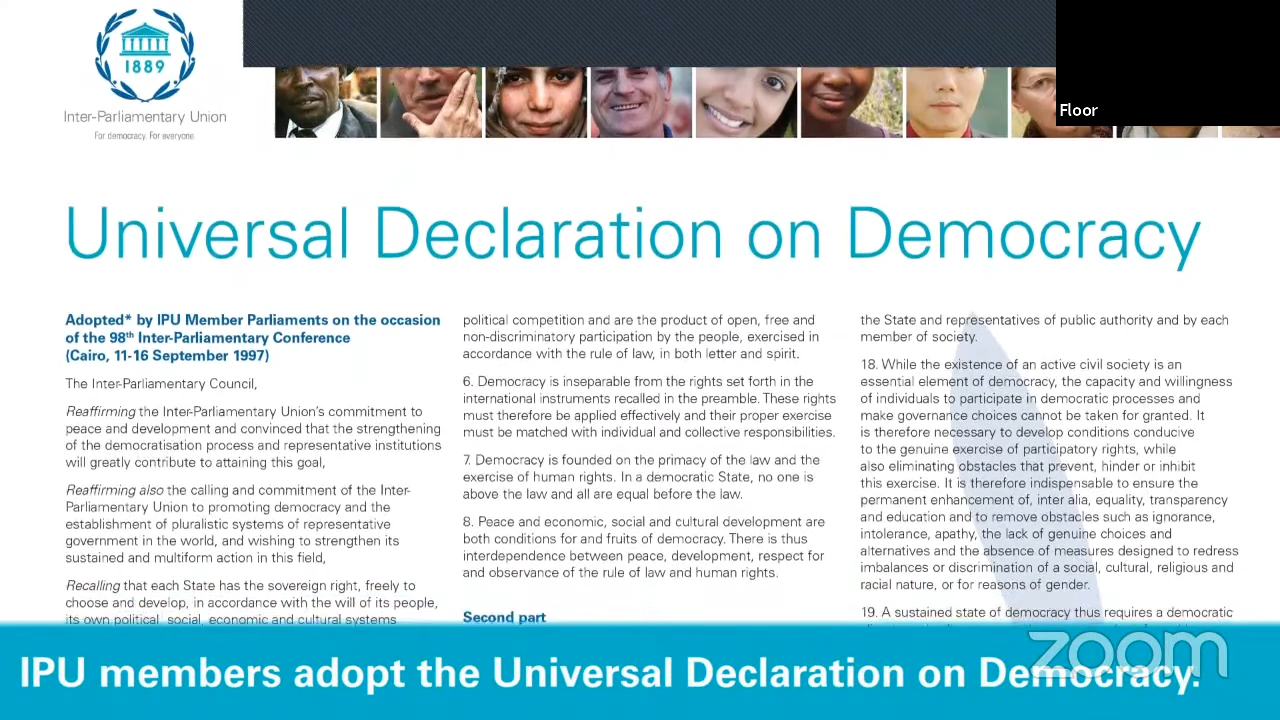 1889
Inter-Parliamentary Union
For democracy. For everyone.
Floor
Universal Declaration on Democracy
Adopted* by IPU Member Parliaments on the occasion
of the 98th Inter-Parliamentary Conference
(Cairo, 11-16 September 1997)
The Inter-Parliamentary Council,
Reaffirming the Inter-Parliamentary Union's commitment to
peace and development and convinced that the strengthening
of the democratisation process and representative institutions
will greatly contribute to attaining this goal,
Reaffirming also the calling and commitment of the Inter-
Parliamentary Union to promoting democracy and the
establishment of pluralistic systems of representative
government in the world, and wishing to strengthen its
sustained and multiform action in this field,
Recalling that each State has the sovereign right, freely to
choose and develop, in accordance with the will of its people,
its own political, social, economic and cultural systems
political competition and are the product of open, free and
non-discriminatory participation by the people, exercised in
accordance with the rule of law, in both letter and spirit.
6. Democracy is inseparable from the rights set forth in the
international instruments recalled in the preamble. These rights
must therefore be applied effectively and their proper exercise
must be matched with individual and collective responsibilities.
7. Democracy is founded on the primacy of the law and the
exercise of human rights. In a democratic State, no one is
above the law and all are equal before the law.
8. Peace and economic, social and cultural development are
both conditions for and fruits of democracy. There is thus
interdependence between peace, development, respect for
and observance of the rule of law and human rights.
Second part
the State and representatives of public authority and by each
member of society.
18. While the existence of an active civil society is an
essential element of democracy, the capacity and willingness
of individuals to participate in democratic processes and
make governance choices cannot be taken for granted. It
is therefore necessary to develop conditions conducive
to the genuine exercise of participatory rights, while
also eliminating obstacles that prevent, hinder or inhibit
this exercise. It is therefore indispensable to ensure the
permanent enhancement of, inter alia, equality, transparency
and education and to remove obstacles such as ignorance,
intolerance, apathy, the lack of genuine choices and
alternatives and the absence of measures designed to redress
imbalances or discrimination of a social, cultural, religious and
racial nature, or for reasons of gender.
19. A sustained state of democracy thus requires a democratic
IPU members adopt the Universal Declaration on Democracy.
zoom